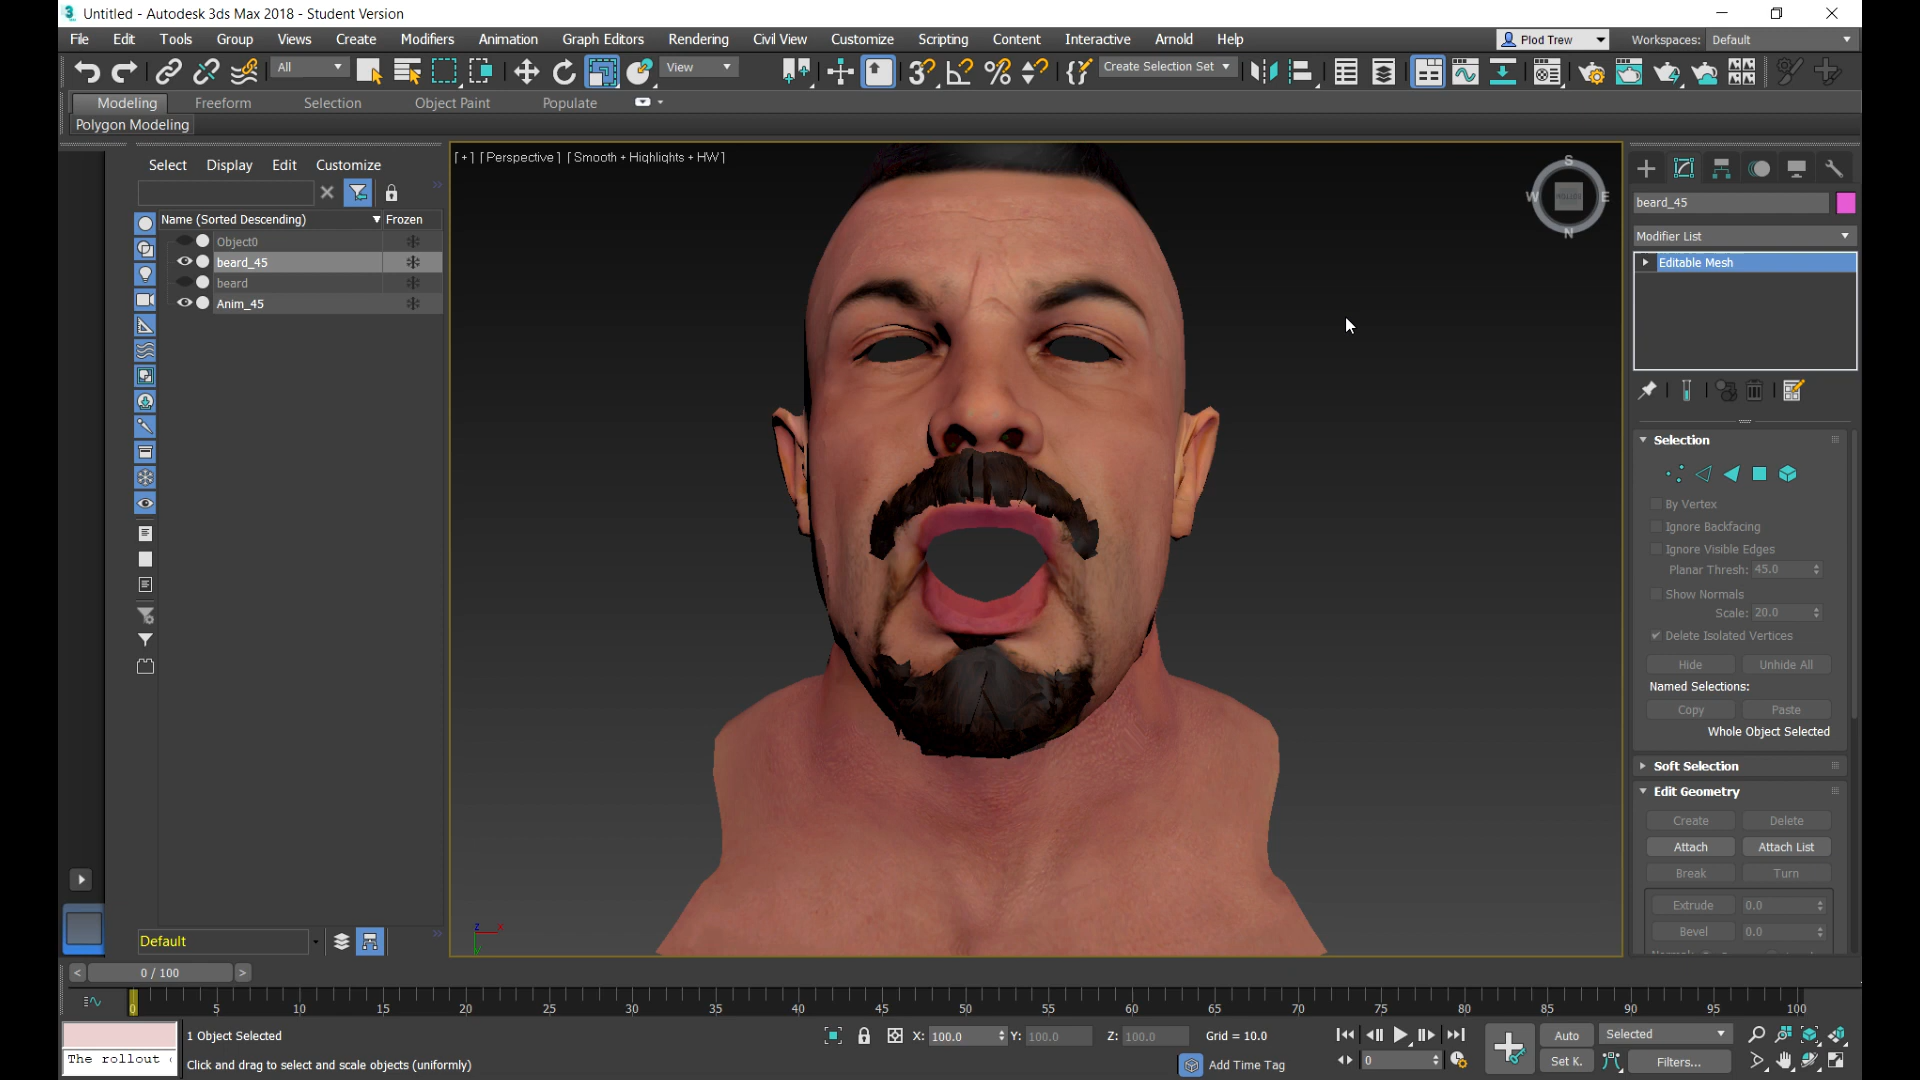 Untitled - Autodesk 3ds Max 2018 - Student Version
File Edit Tools Group Views Create Modifiers Animation Graph Editors Rendering Civil View Customize Scripting Content Interactive Arnold Help
Plod Trew Workspaces: Default
All View Create Selection Set
Modeling Freeform Selection Object Paint Populate
Polygon Modeling
Select Display Edit Customize
Name (Sorted Descending) Frozen
Object0
beard_45
beard
Anim_45
Default
[+] [Perspective] [Smooth + Highlights + HW]
S
W E
N
z x
y
beard_45
Modifier List
Editable Mesh
Selection
By Vertex
Ignore Backfacing
Ignore Visible Edges
Planar Thresh: 45.0
Show Normals
Scale: 20.0
Delete Isolated Vertices
Hide Unhide All
Named Selections:
Copy Paste
Whole Object Selected
Soft Selection
Edit Geometry
Create Delete
Attach Attach List
Break Turn
Extrude 0.0
Bevel 0.0
< 0 / 100 >
0 5 10 15 20 25 30 35 40 45 50 55 60 65 70 75 80 85 90 95 100
1 Object Selected X: 100.0 Y: 100.0 Z: 100.0 Grid = 10.0 Auto Selected
The rollout
Click and drag to select and scale objects (uniformly) Add Time Tag 0 Set K. Filters...